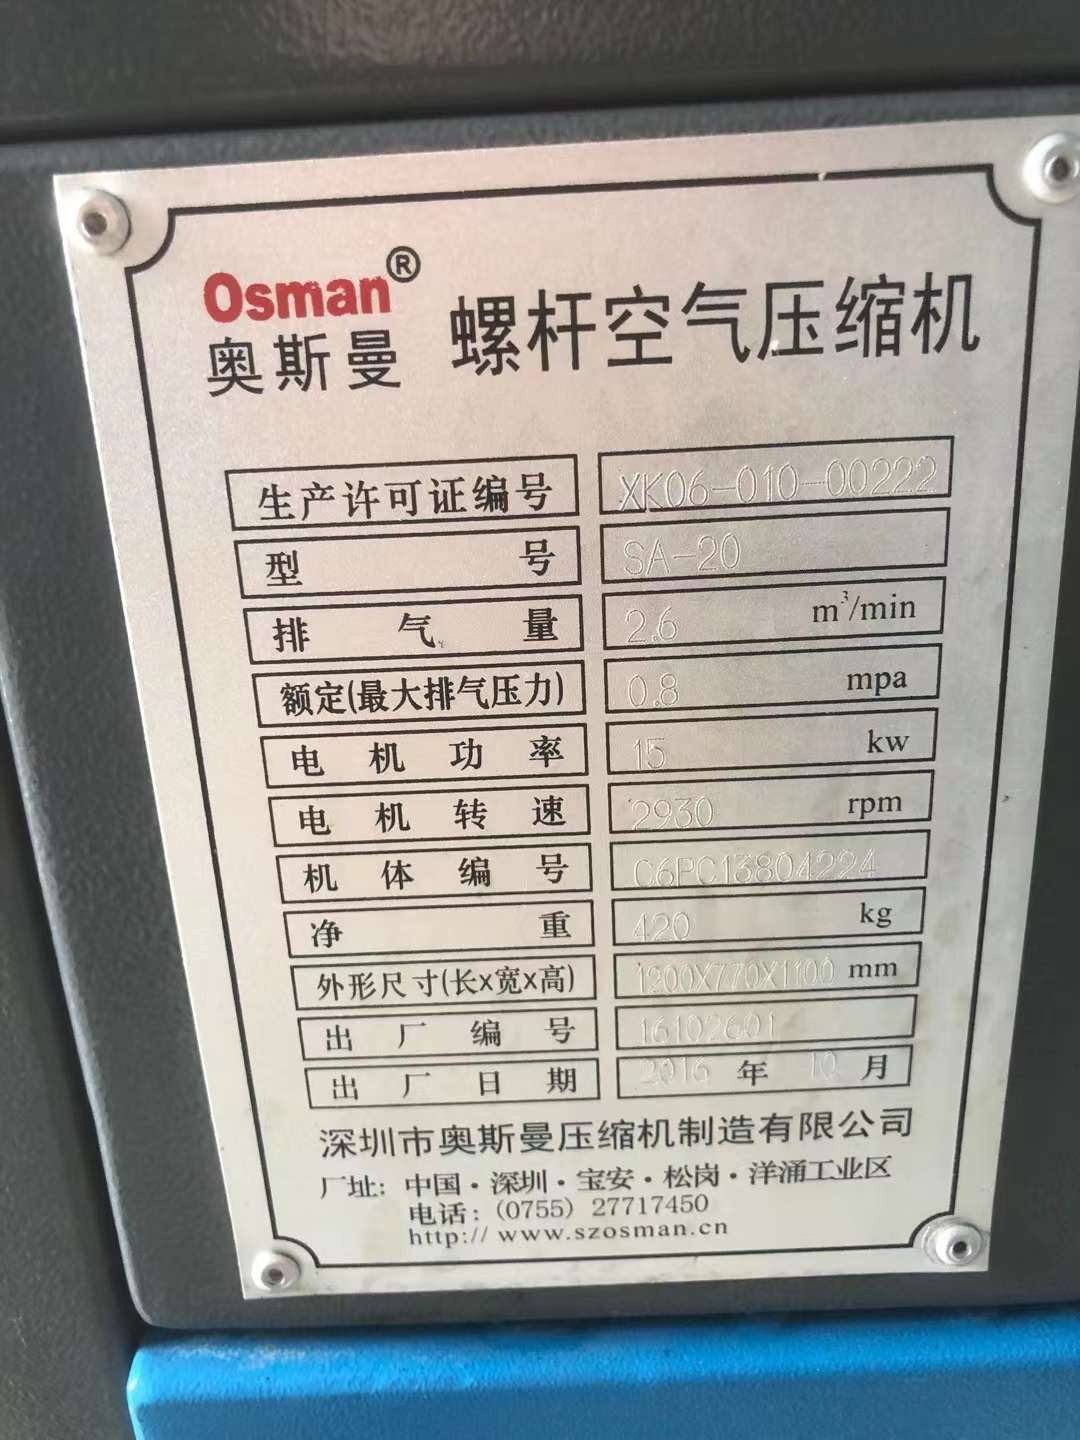 Osman®
奥斯曼 螺杆空气压缩机
生产许可证编号 XK06-010-00222
型号 SA-20
排气量 2.6 m³/min
额定(最大排气压力) 0.8 mpa
电机功率 15 kw
电机转速 2930 rpm
机体编号 C6PC13804224
净重 420 kg
外形尺寸(长x宽x高) 1200X770X1100 mm
出厂编号 16102601
出厂日期 2016 年 10 月
深圳市奥斯曼压缩机制造有限公司
厂址：中国·深圳·宝安·松岗·洋涌工业区
电话：(0755) 27717450
http:// www.szosman.cn